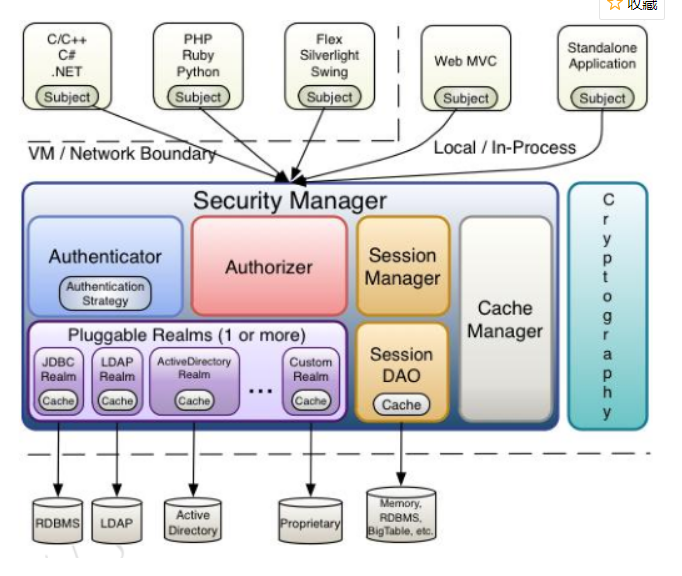 收藏
C/C++
C#
.NET
Subject
PHP
Ruby
Python
Subject
Flex
Silverlight
Swing
Subject
Web MVC
Subject
Standalone
Application
Subject
VM / Network Boundary
Local / In-Process
Security Manager
Authenticator
Authentication
Strategy
Authorizer
Session
Manager
Cache
Manager
Pluggable Realms (1 or more)
JDBC
Realm
Cache
LDAP
Realm
Cache
ActiveDirectory
Realm
Cache
...
Custom
Realm
Cache
Session
DAO
Cache
C
r
y
p
t
o
g
r
a
p
h
y
RDBMS
LDAP
Active
Directory
Proprietary
Memory,
RDBMS,
BigTable, etc.